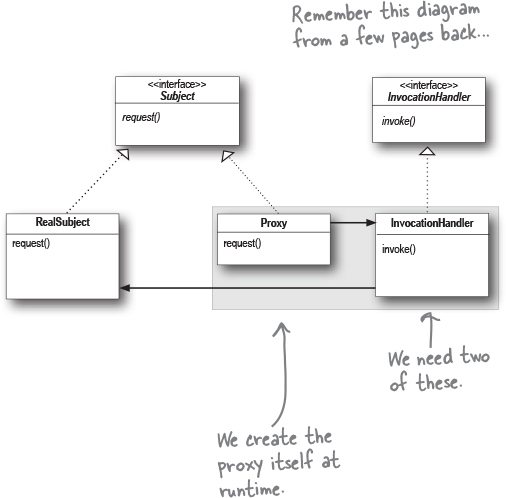 Remember this diagram
from a few pages back...
<<interface>>
Subject
request()
<<interface>>
InvocationHandler
invoke()
RealSubject
request()
Proxy
request()
InvocationHandler
invoke()
We need two
of these.
We create the
proxy itself at
runtime.